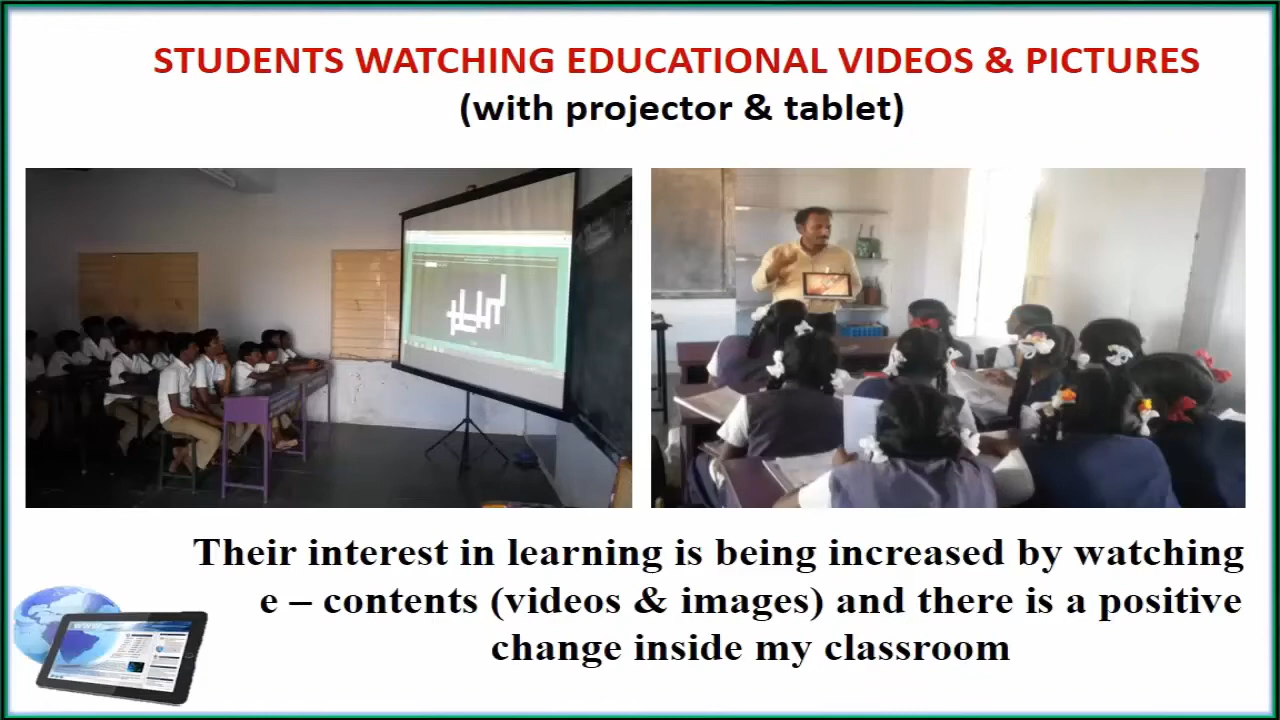 STUDENTS WATCHING EDUCATIONAL VIDEOS & PICTURES
(with projector & tablet)
Their interest in learning is being increased by watching
e – contents (videos & images) and there is a positive
change inside my classroom